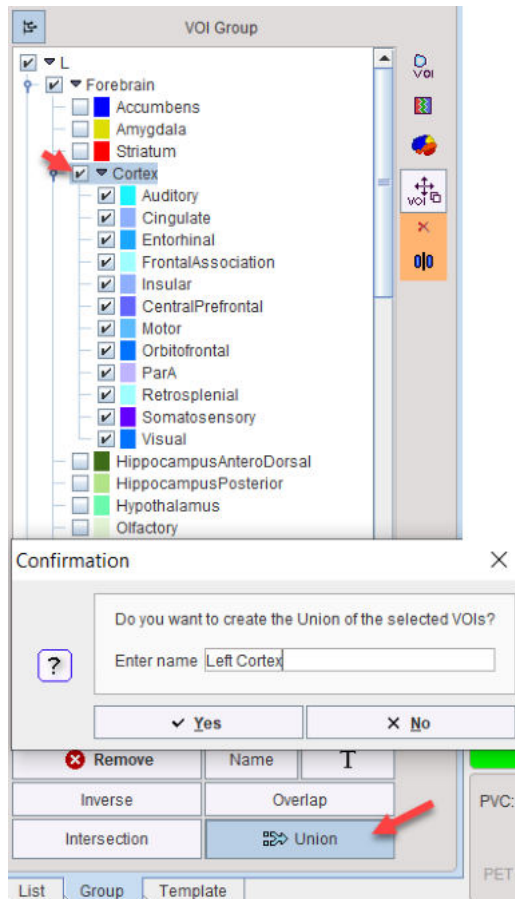 VOI Group
L
Forebrain
Accumbens
Amygdala
Striatum
Cortex
Auditory
Cingulate
Entorhinal
FrontalAssociation
Insular
CentralPrefrontal
Motor
Orbitofrontal
ParA
Retrosplenial
Somatosensory
Visual
HippocampusAnteroDorsal
HippocampusPosterior
Hypothalamus
Olfactory
VOI
VOI
0|0
Confirmation
Do you want to create the Union of the selected VOIs?
Enter name Left Cortex
Yes No
Remove Name T
Inverse Overlap
Intersection Union
List Group Template
PVC:
PET